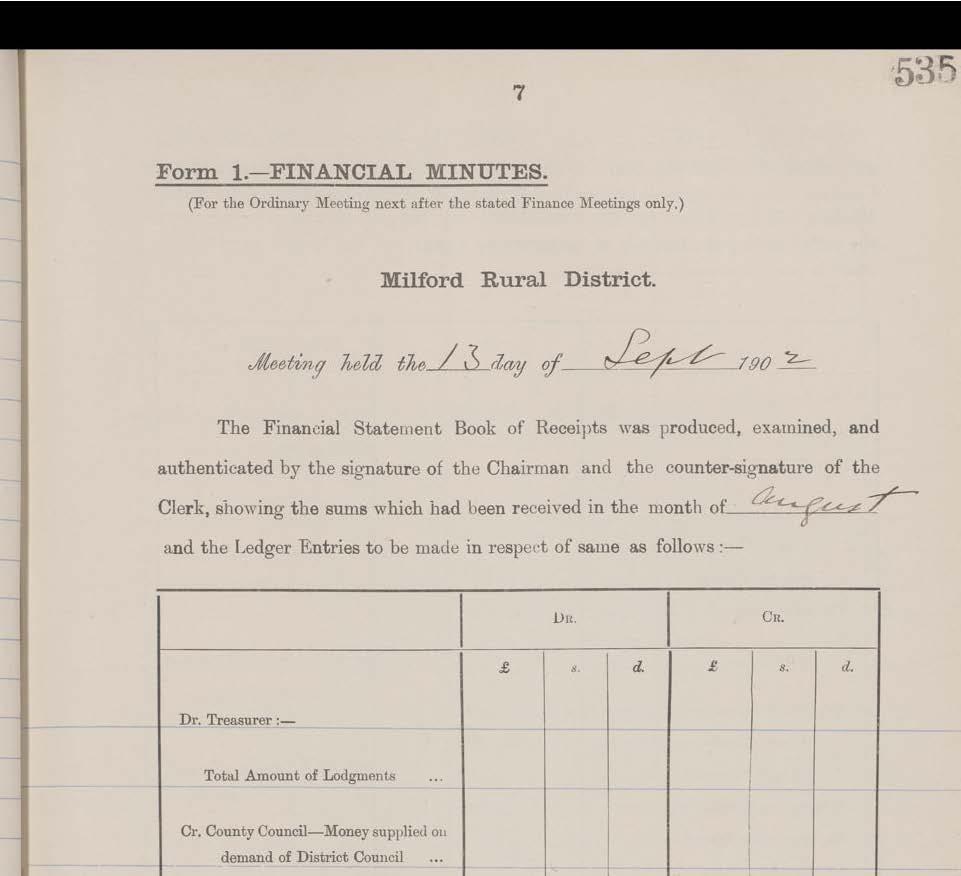 535
7
Form 1.—FINANCIAL MINUTES.
(For the Ordinary Meeting next after the stated Finance Meetings only.)
Milford Rural District.
Meeting held the 13 day of Sept 1902
The Financial Statement Book of Receipts was produced, examined, and
authenticated by the signature of the Chairman and the counter-signature of the
Clerk, showing the sums which had been received in the month of August
and the Ledger Entries to be made in respect of same as follows :—
DR. CR.
£ s. d. £ s. d.
Dr. Treasurer :—
Total Amount of Lodgments ...
Cr. County Council—Money supplied on
demand of District Council ...